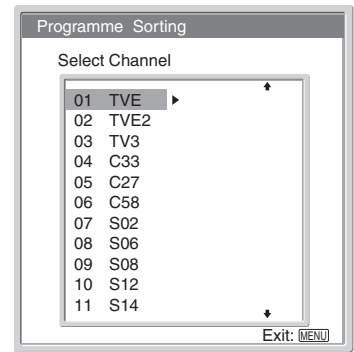 Programme Sorting
Select Channel
01 TVE
02 TVE2
03 TV3
04 C33
05 C27
06 C58
07 S02
08 S06
09 S08
10 S12
11 S14
Exit: MENU